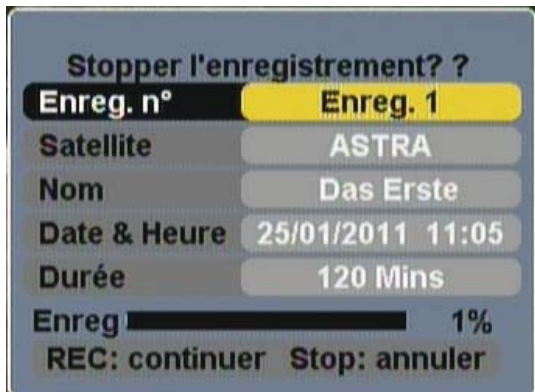 Stopper l'enregistrement? ?
Enreg. n° Enreg. 1
Satellite ASTRA
Nom Das Erste
Date & Heure 25/01/2011 11:05
Durée 120 Mins
Enreg 1%
REC: continuer Stop: annuler